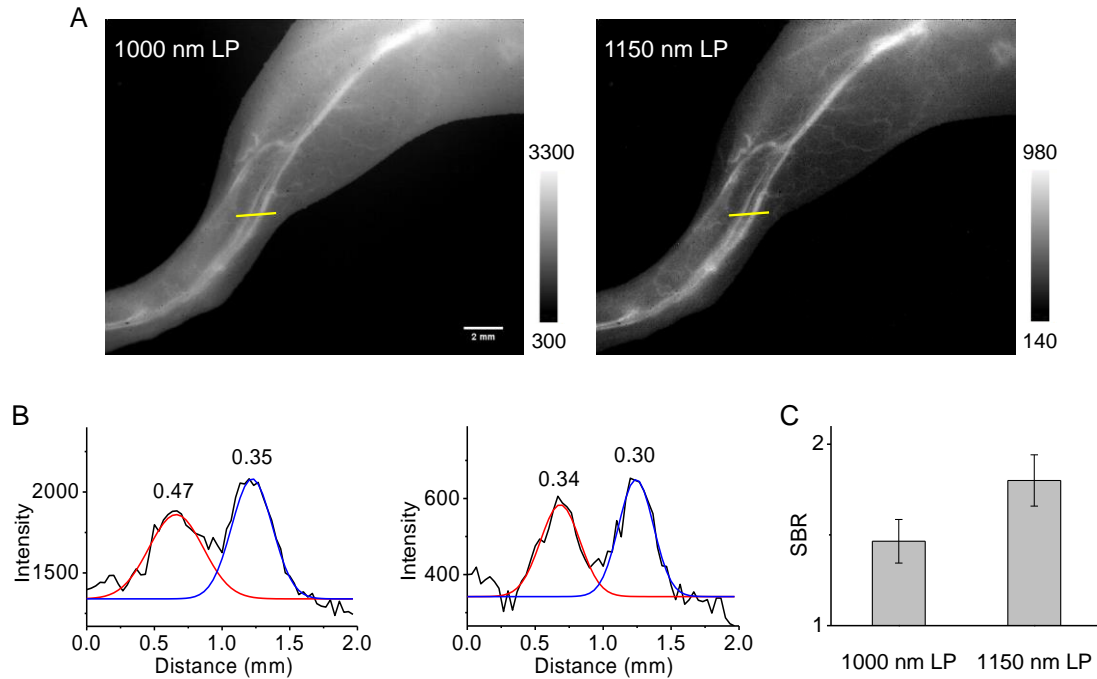 A
1000 nm LP
1150 nm LP
3300
300
980
140
2 mm
B
C
Intensity
2000
1500
0.47
0.35
0.0 0.5 1.0 1.5 2.0
Distance (mm)
Intensity
600
400
0.34
0.30
0.0 0.5 1.0 1.5 2.0
Distance (mm)
SBR
2
1
1000 nm LP
1150 nm LP